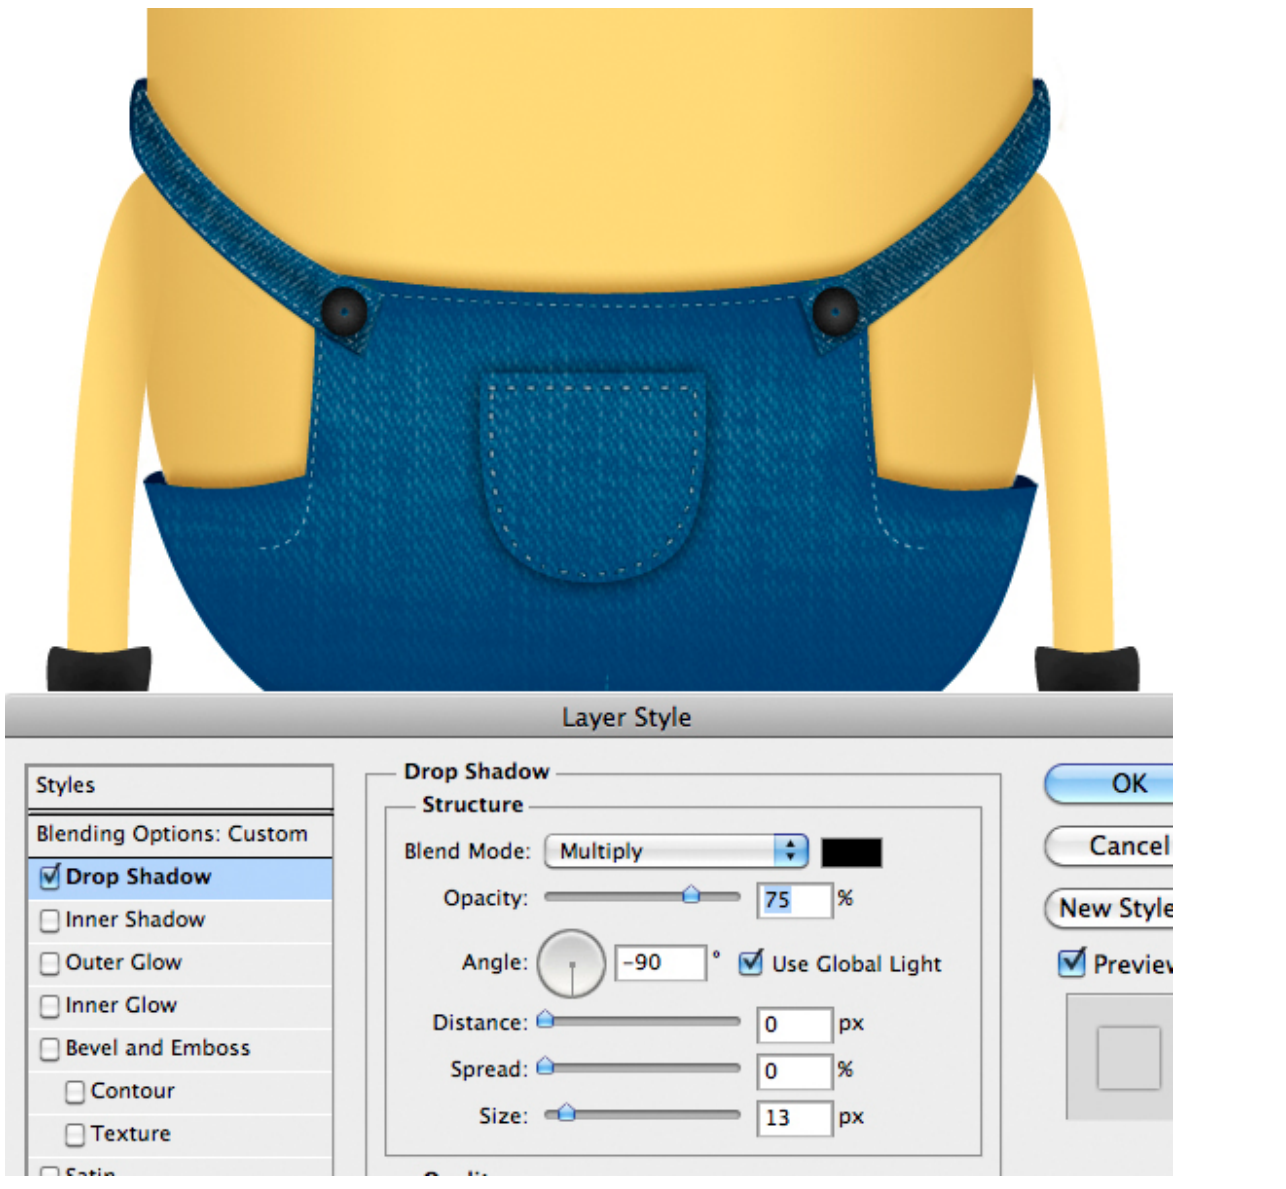 Layer Style
Styles
Blending Options: Custom
Drop Shadow
Inner Shadow
Outer Glow
Inner Glow
Bevel and Emboss
Contour
Texture
Satin
Drop Shadow
Structure
Blend Mode: Multiply
Opacity: 75 %
Angle: -90 ° Use Global Light
Distance: 0 px
Spread: 0 %
Size: 13 px
OK
Cancel
New Style
Preview